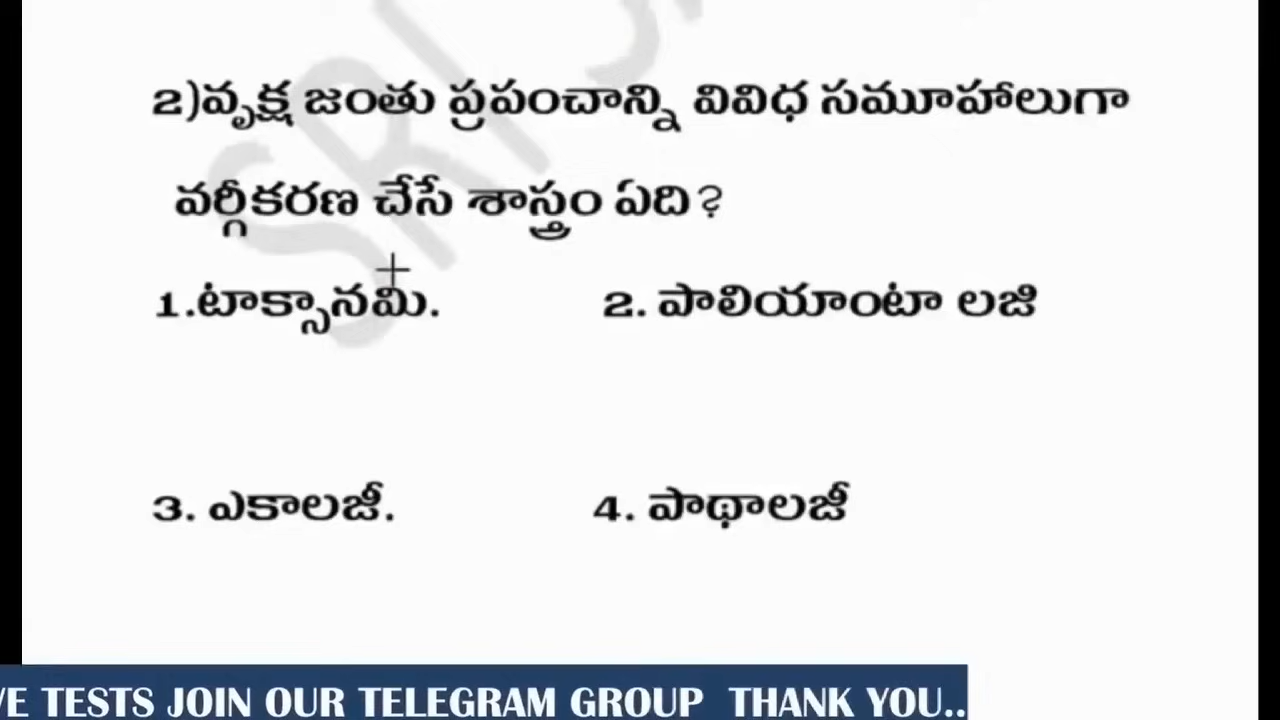 SRI
2)వృక్ష జంతు ప్రపంచాన్ని వివిధ సమూహాలుగా
వర్గీకరణ చేసే శాస్త్రం ఏది?
1.టాక్సానమి. 2. పాలియాంటా లజి
3. ఎకాలజీ. 4. పాథాలజీ
VE TESTS JOIN OUR TELEGRAM GROUP THANK YOU..